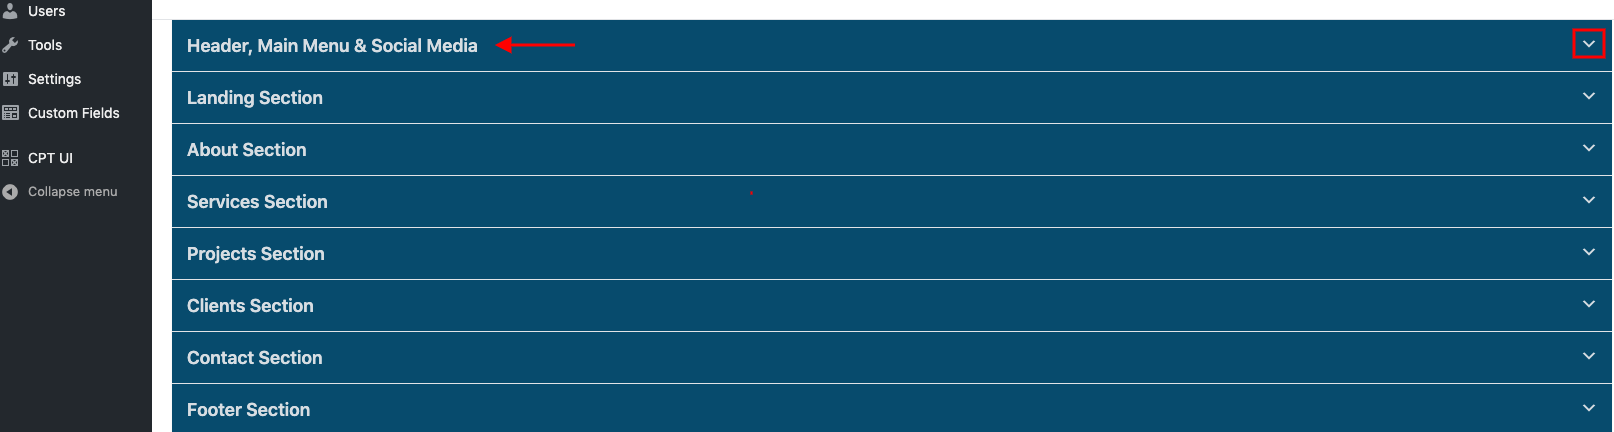 Users
Tools
Settings
Custom Fields
CPT UI
Collapse menu
Header, Main Menu & Social Media
Landing Section
About Section
Services Section
Projects Section
Clients Section
Contact Section
Footer Section